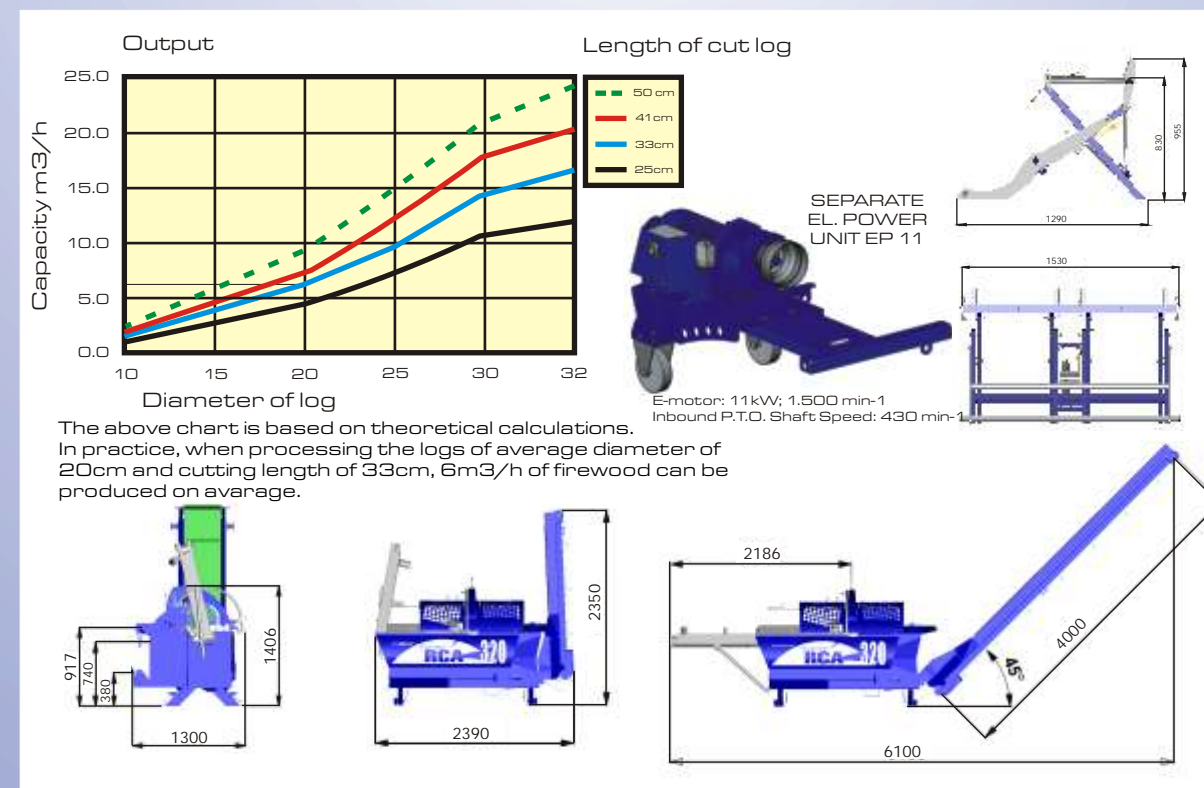 Output
Length of cut log
Capacity m3/h
25.0
20.0
15.0
10.0
5.0
0.0
10 15 20 25 30 32
Diameter of log
50 cm
41cm
33cm
25cm
SEPARATE
EL. POWER
UNIT EP 11
E-motor: 11kW; 1.500 min-1
Inbound P.T.O. Shaft Speed: 430 min-1
830
955
1290
1530
The above chart is based on theoretical calculations.
In practice, when processing the logs of average diameter of
20cm and cutting length of 33cm, 6m3/h of firewood can be
produced on avarage.
917
740
380
1406
1300
RCA 320
2350
2390
2186
RCA 320
45°
4000
6100